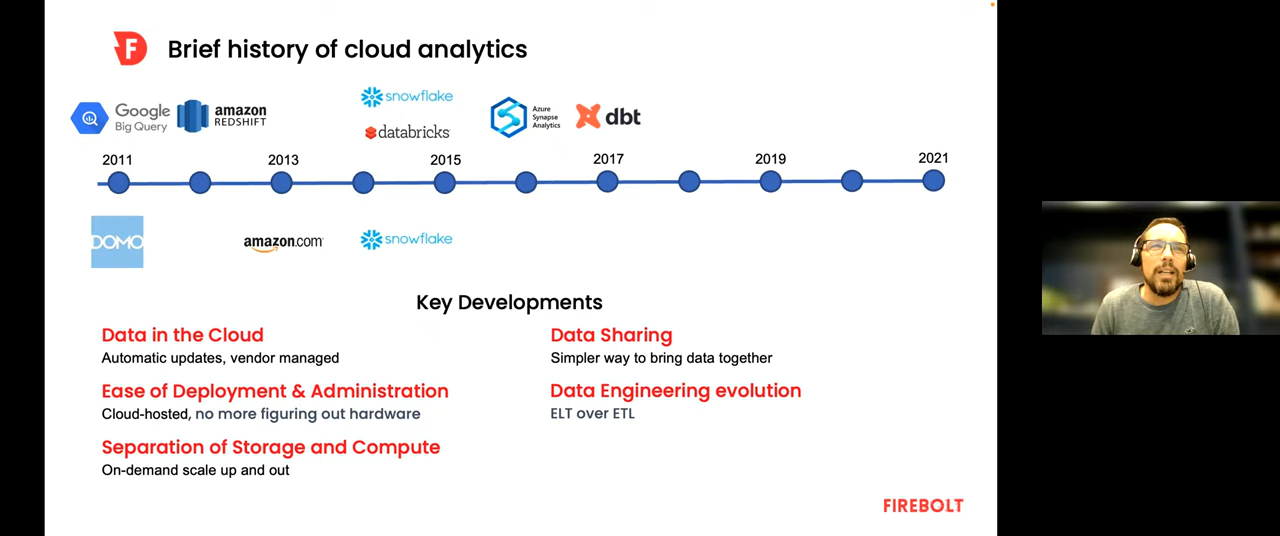 F
Brief history of cloud analytics
Google
Big Query
amazon
REDSHIFT
snowflake
databricks
Azure
Synapse
Analytics
dbt
2011
2013
2015
2017
2019
2021
DOMO
amazon.com
snowflake
Key Developments
Data in the Cloud
Automatic updates, vendor managed
Ease of Deployment & Administration
Cloud-hosted, no more figuring out hardware
Separation of Storage and Compute
On-demand scale up and out
Data Sharing
Simpler way to bring data together
Data Engineering evolution
ELT over ETL
FIREBOLT